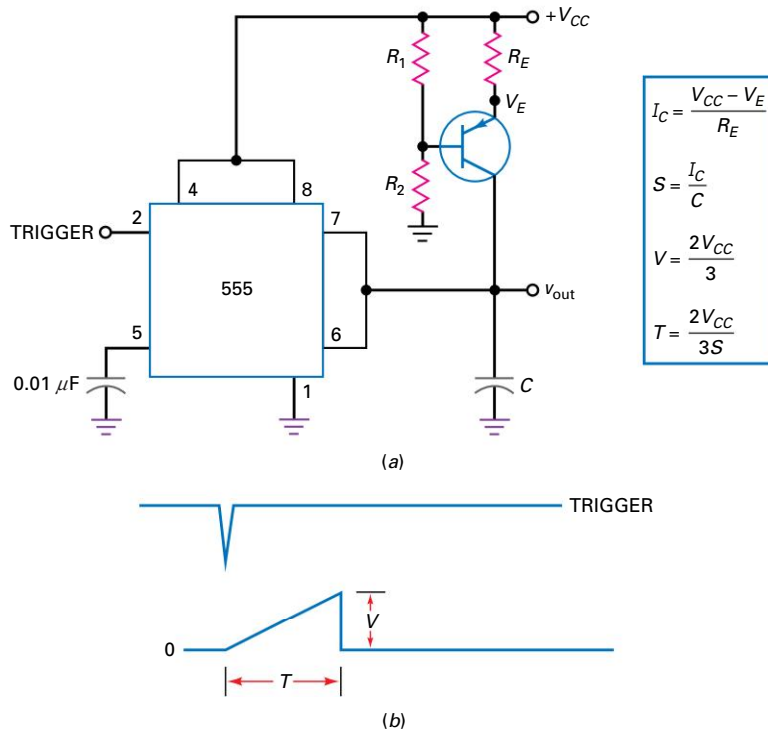 +V_CC
R_1
R_E
V_E
4
8
R_2
2
7
TRIGGER
555
v_out
5
6
0.01 μF
1
C
I_C = (V_CC – V_E) / R_E
S = I_C / C
V = 2V_CC / 3
T = 2V_CC / 3S
(a)
TRIGGER
0
V
T
(b)